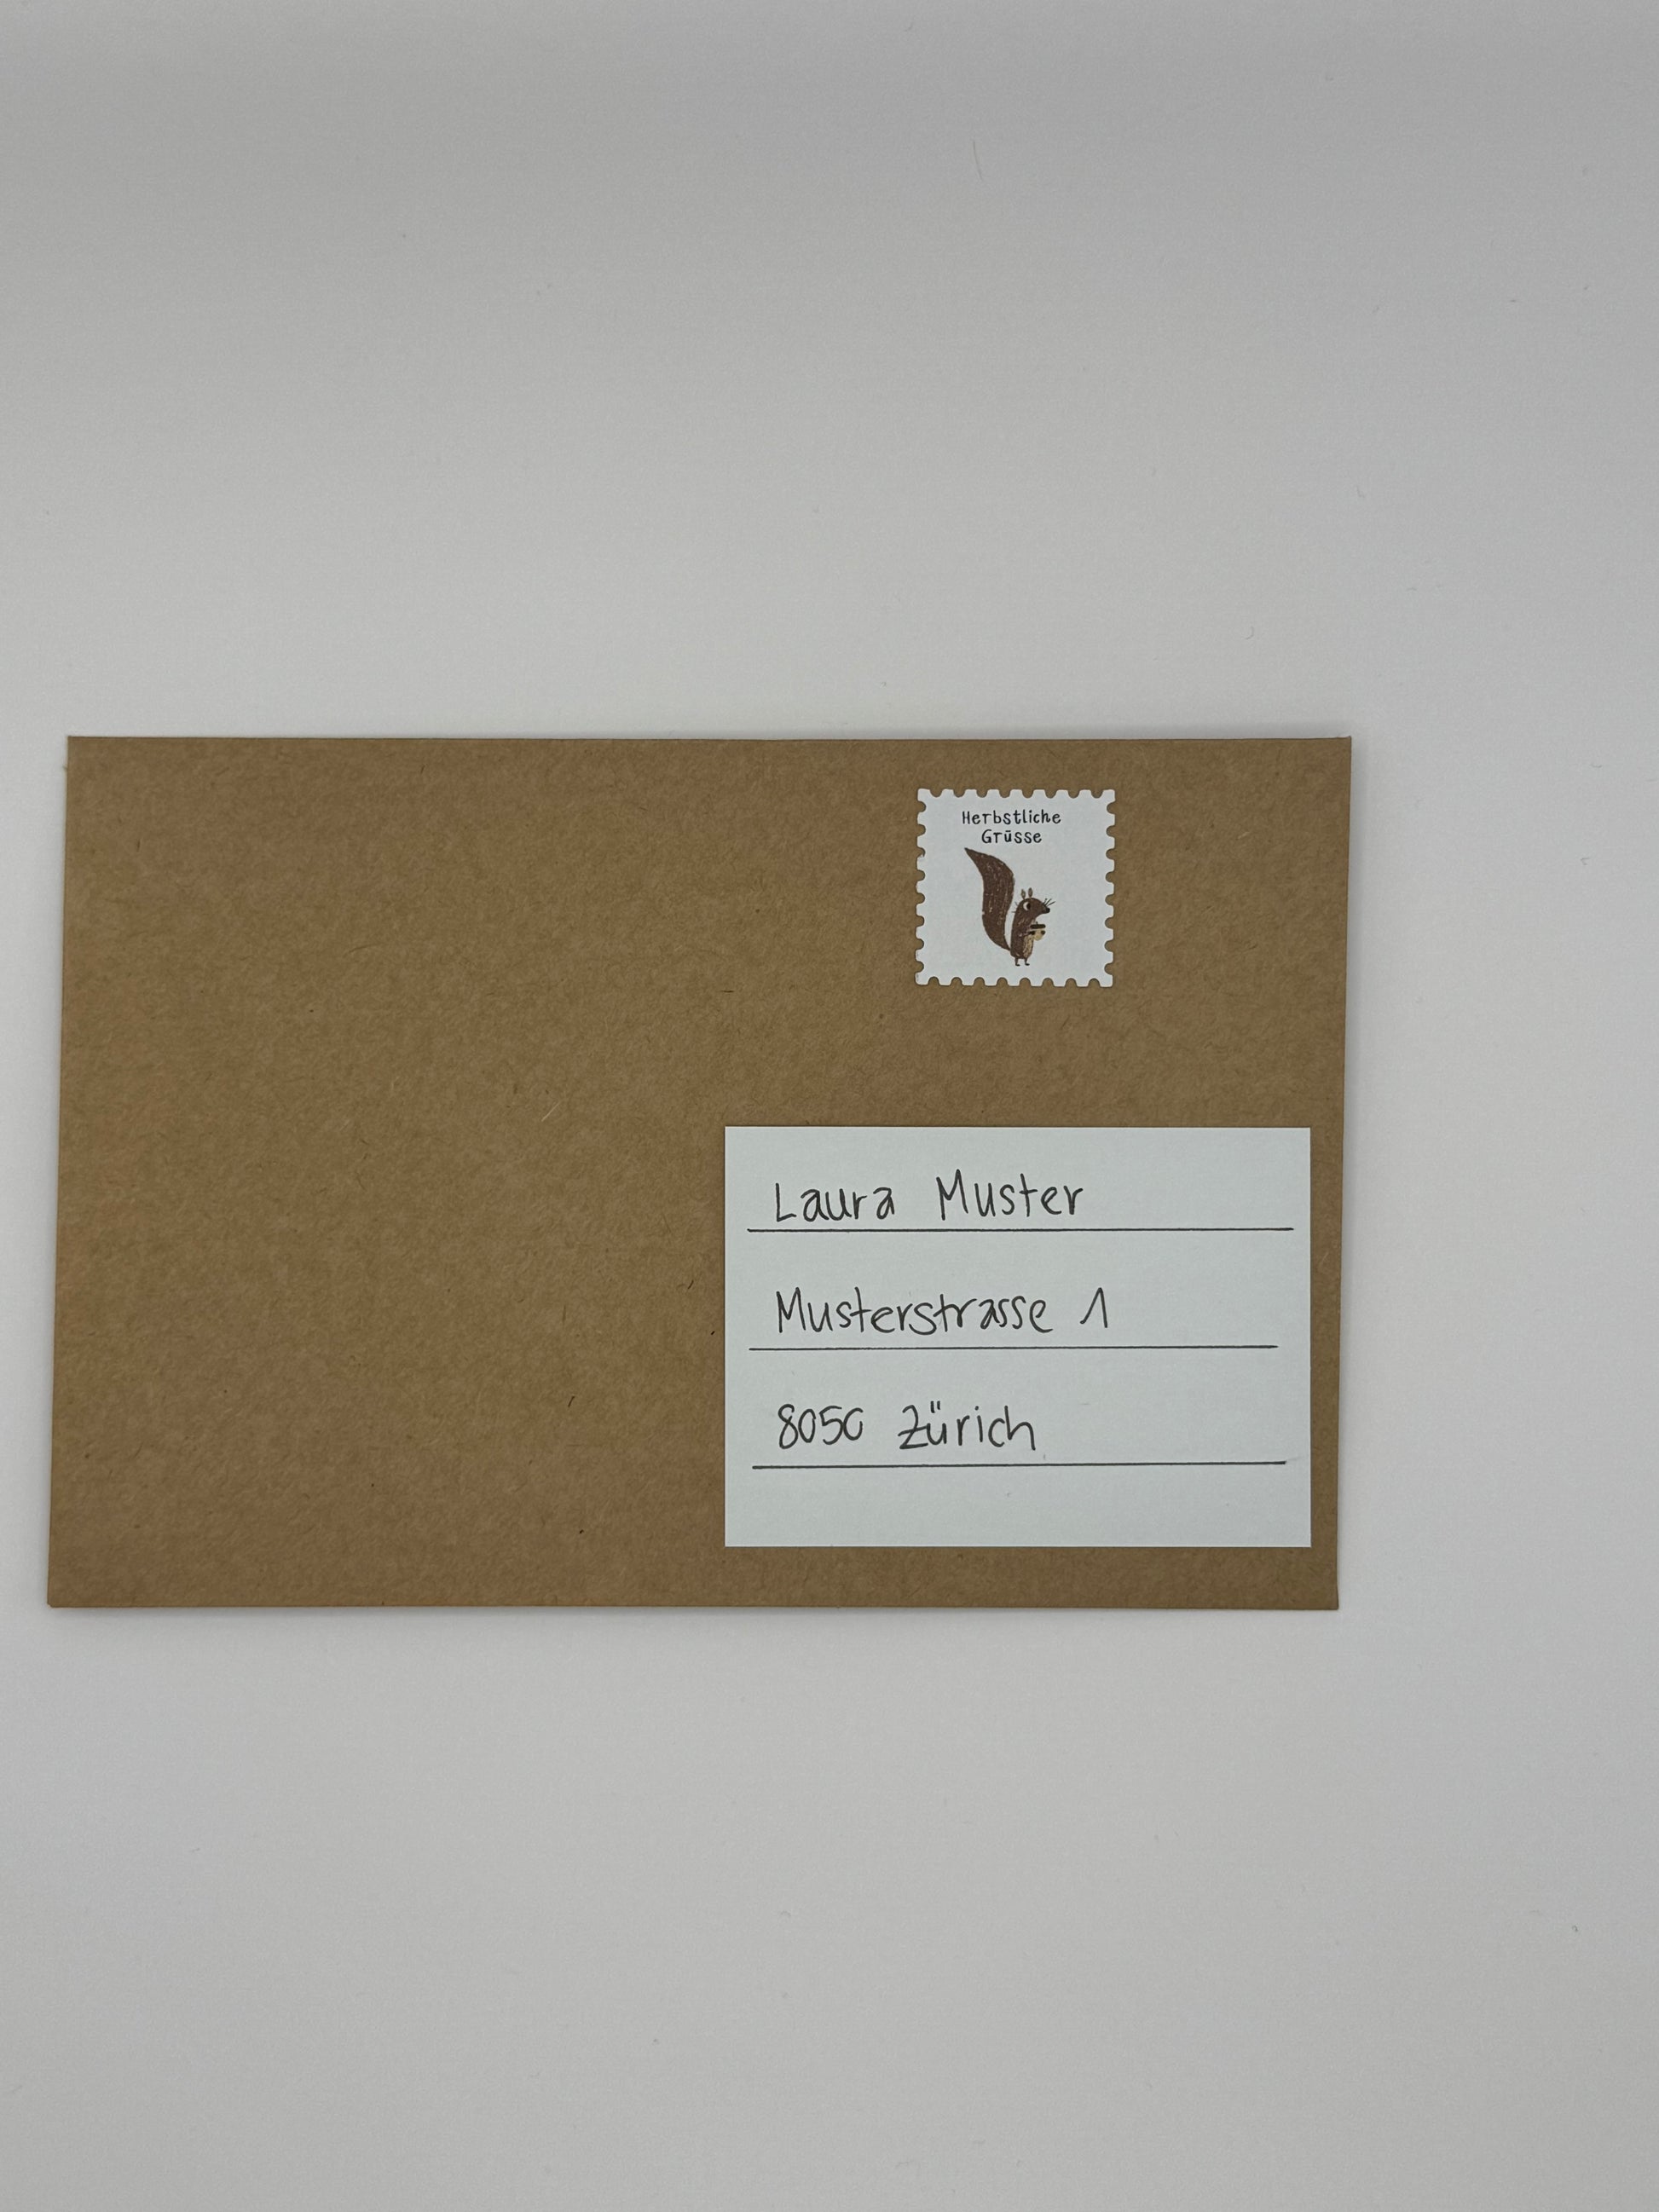 Herbstliche
Grüsse
Laura Muster
Musterstrasse 1
8050 Zürich